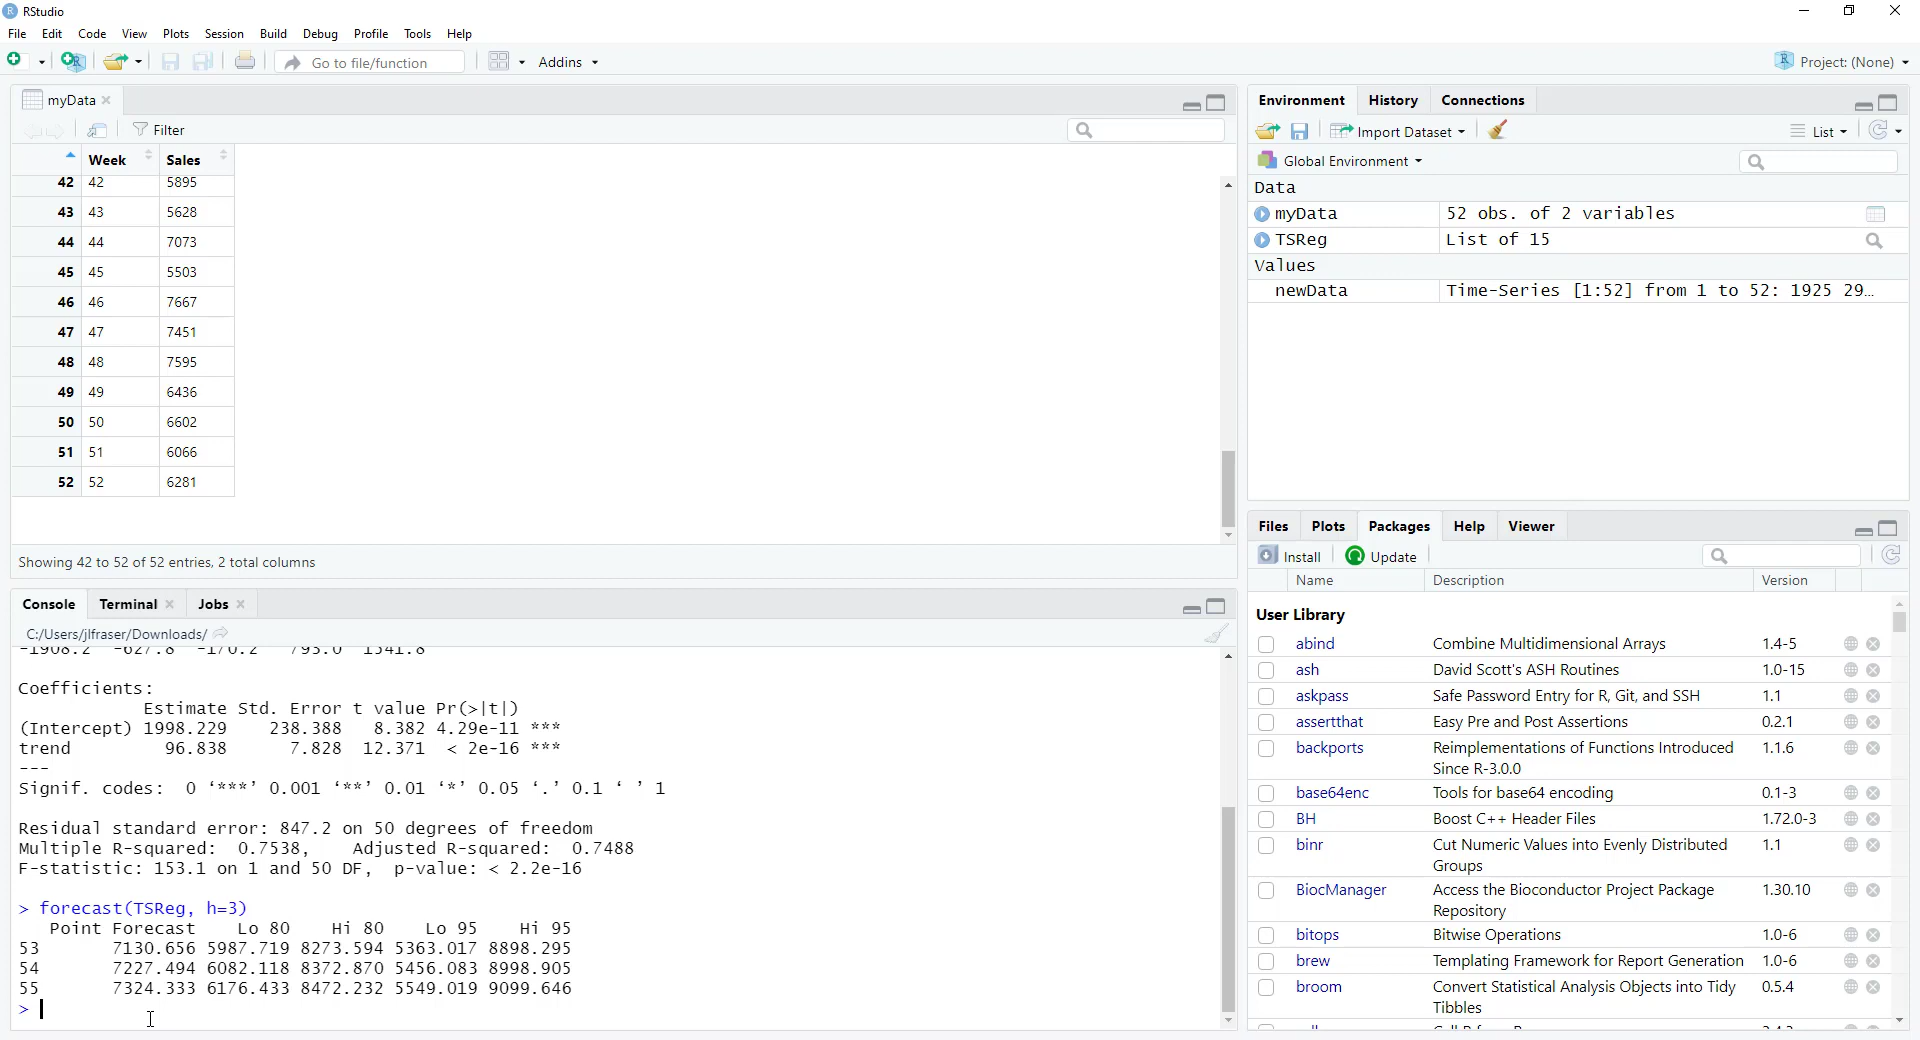 RStudio
File Edit Code View Plots Session Build Debug Profile Tools Help
Go to file/function Addins Project: (None)
myData
Filter
Week Sales
42 42 5895
43 43 5628
44 44 7073
45 45 5503
46 46 7667
47 47 7451
48 48 7595
49 49 6436
50 50 6602
51 51 6066
52 52 6281
Showing 42 to 52 of 52 entries, 2 total columns
Console Terminal Jobs
C:/Users/jlfraser/Downloads/
-1908.2 -627.8 -170.2 793.0 1541.8
Coefficients:
Estimate Std. Error t value Pr(>|t|)
(Intercept) 1998.229 238.388 8.382 4.29e-11 ***
trend 96.838 7.828 12.371 < 2e-16 ***
---
Signif. codes: 0 ‘***’ 0.001 ‘**’ 0.01 ‘*’ 0.05 ‘.’ 0.1 ‘ ’ 1
Residual standard error: 847.2 on 50 degrees of freedom
Multiple R-squared: 0.7538, Adjusted R-squared: 0.7488
F-statistic: 153.1 on 1 and 50 DF, p-value: < 2.2e-16
> forecast(TSReg, h=3)
Point Forecast Lo 80 Hi 80 Lo 95 Hi 95
53 7130.656 5987.719 8273.594 5363.017 8898.295
54 7227.494 6082.118 8372.870 5456.083 8998.905
55 7324.333 6176.433 8472.232 5549.019 9099.646
>
Environment History Connections
Import Dataset List
Global Environment
Data
myData 52 obs. of 2 variables
TSReg List of 15
Values
newData Time-Series [1:52] from 1 to 52: 1925 29…
Files Plots Packages Help Viewer
Install Update
Name Description Version
User Library
abind Combine Multidimensional Arrays 1.4-5
ash David Scott's ASH Routines 1.0-15
askpass Safe Password Entry for R, Git, and SSH 1.1
assertthat Easy Pre and Post Assertions 0.2.1
backports Reimplementations of Functions Introduced 1.1.6
Since R-3.0.0
base64enc Tools for base64 encoding 0.1-3
BH Boost C++ Header Files 1.72.0-3
binr Cut Numeric Values into Evenly Distributed 1.1
Groups
BiocManager Access the Bioconductor Project Package 1.30.10
Repository
bitops Bitwise Operations 1.0-6
brew Templating Framework for Report Generation 1.0-6
broom Convert Statistical Analysis Objects into Tidy 0.5.4
Tibbles